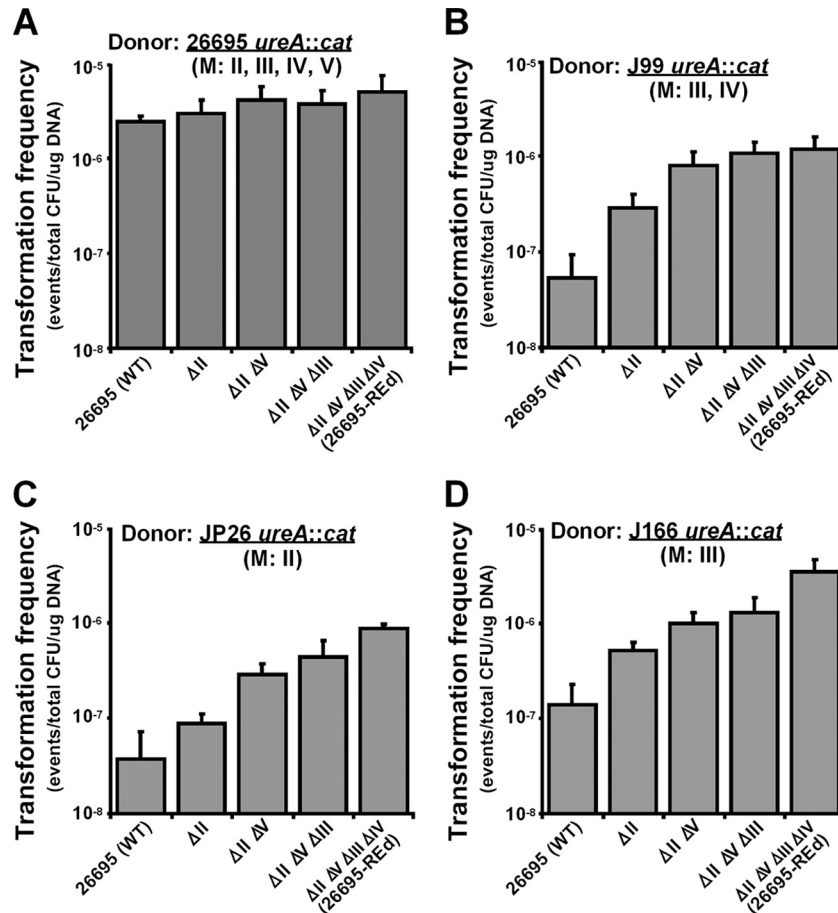 A
Donor: 26695 ureA::cat
(M: II, III, IV, V)
Transformation frequency
(events/total CFU/ug DNA)
10-5
10-6
10-7
10-8
26695 (WT)
ΔII
ΔII ΔV
ΔII ΔV ΔIII
ΔII ΔV ΔIII ΔIV
(26695-REd)
B
Donor: J99 ureA::cat
(M: III, IV)
Transformation frequency
(events/total CFU/ug DNA)
10-5
10-6
10-7
10-8
26695 (WT)
ΔII
ΔII ΔV
ΔII ΔV ΔIII
ΔII ΔV ΔIII ΔIV
(26695-REd)
C
Donor: JP26 ureA::cat
(M: II)
Transformation frequency
(events/total CFU/ug DNA)
10-5
10-6
10-7
10-8
26695 (WT)
ΔII
ΔII ΔV
ΔII ΔV ΔIII
ΔII ΔV ΔIII ΔIV
(26695-REd)
D
Donor: J166 ureA::cat
(M: III)
Transformation frequency
(events/total CFU/ug DNA)
10-5
10-6
10-7
10-8
26695 (WT)
ΔII
ΔII ΔV
ΔII ΔV ΔIII
ΔII ΔV ΔIII ΔIV
(26695-REd)